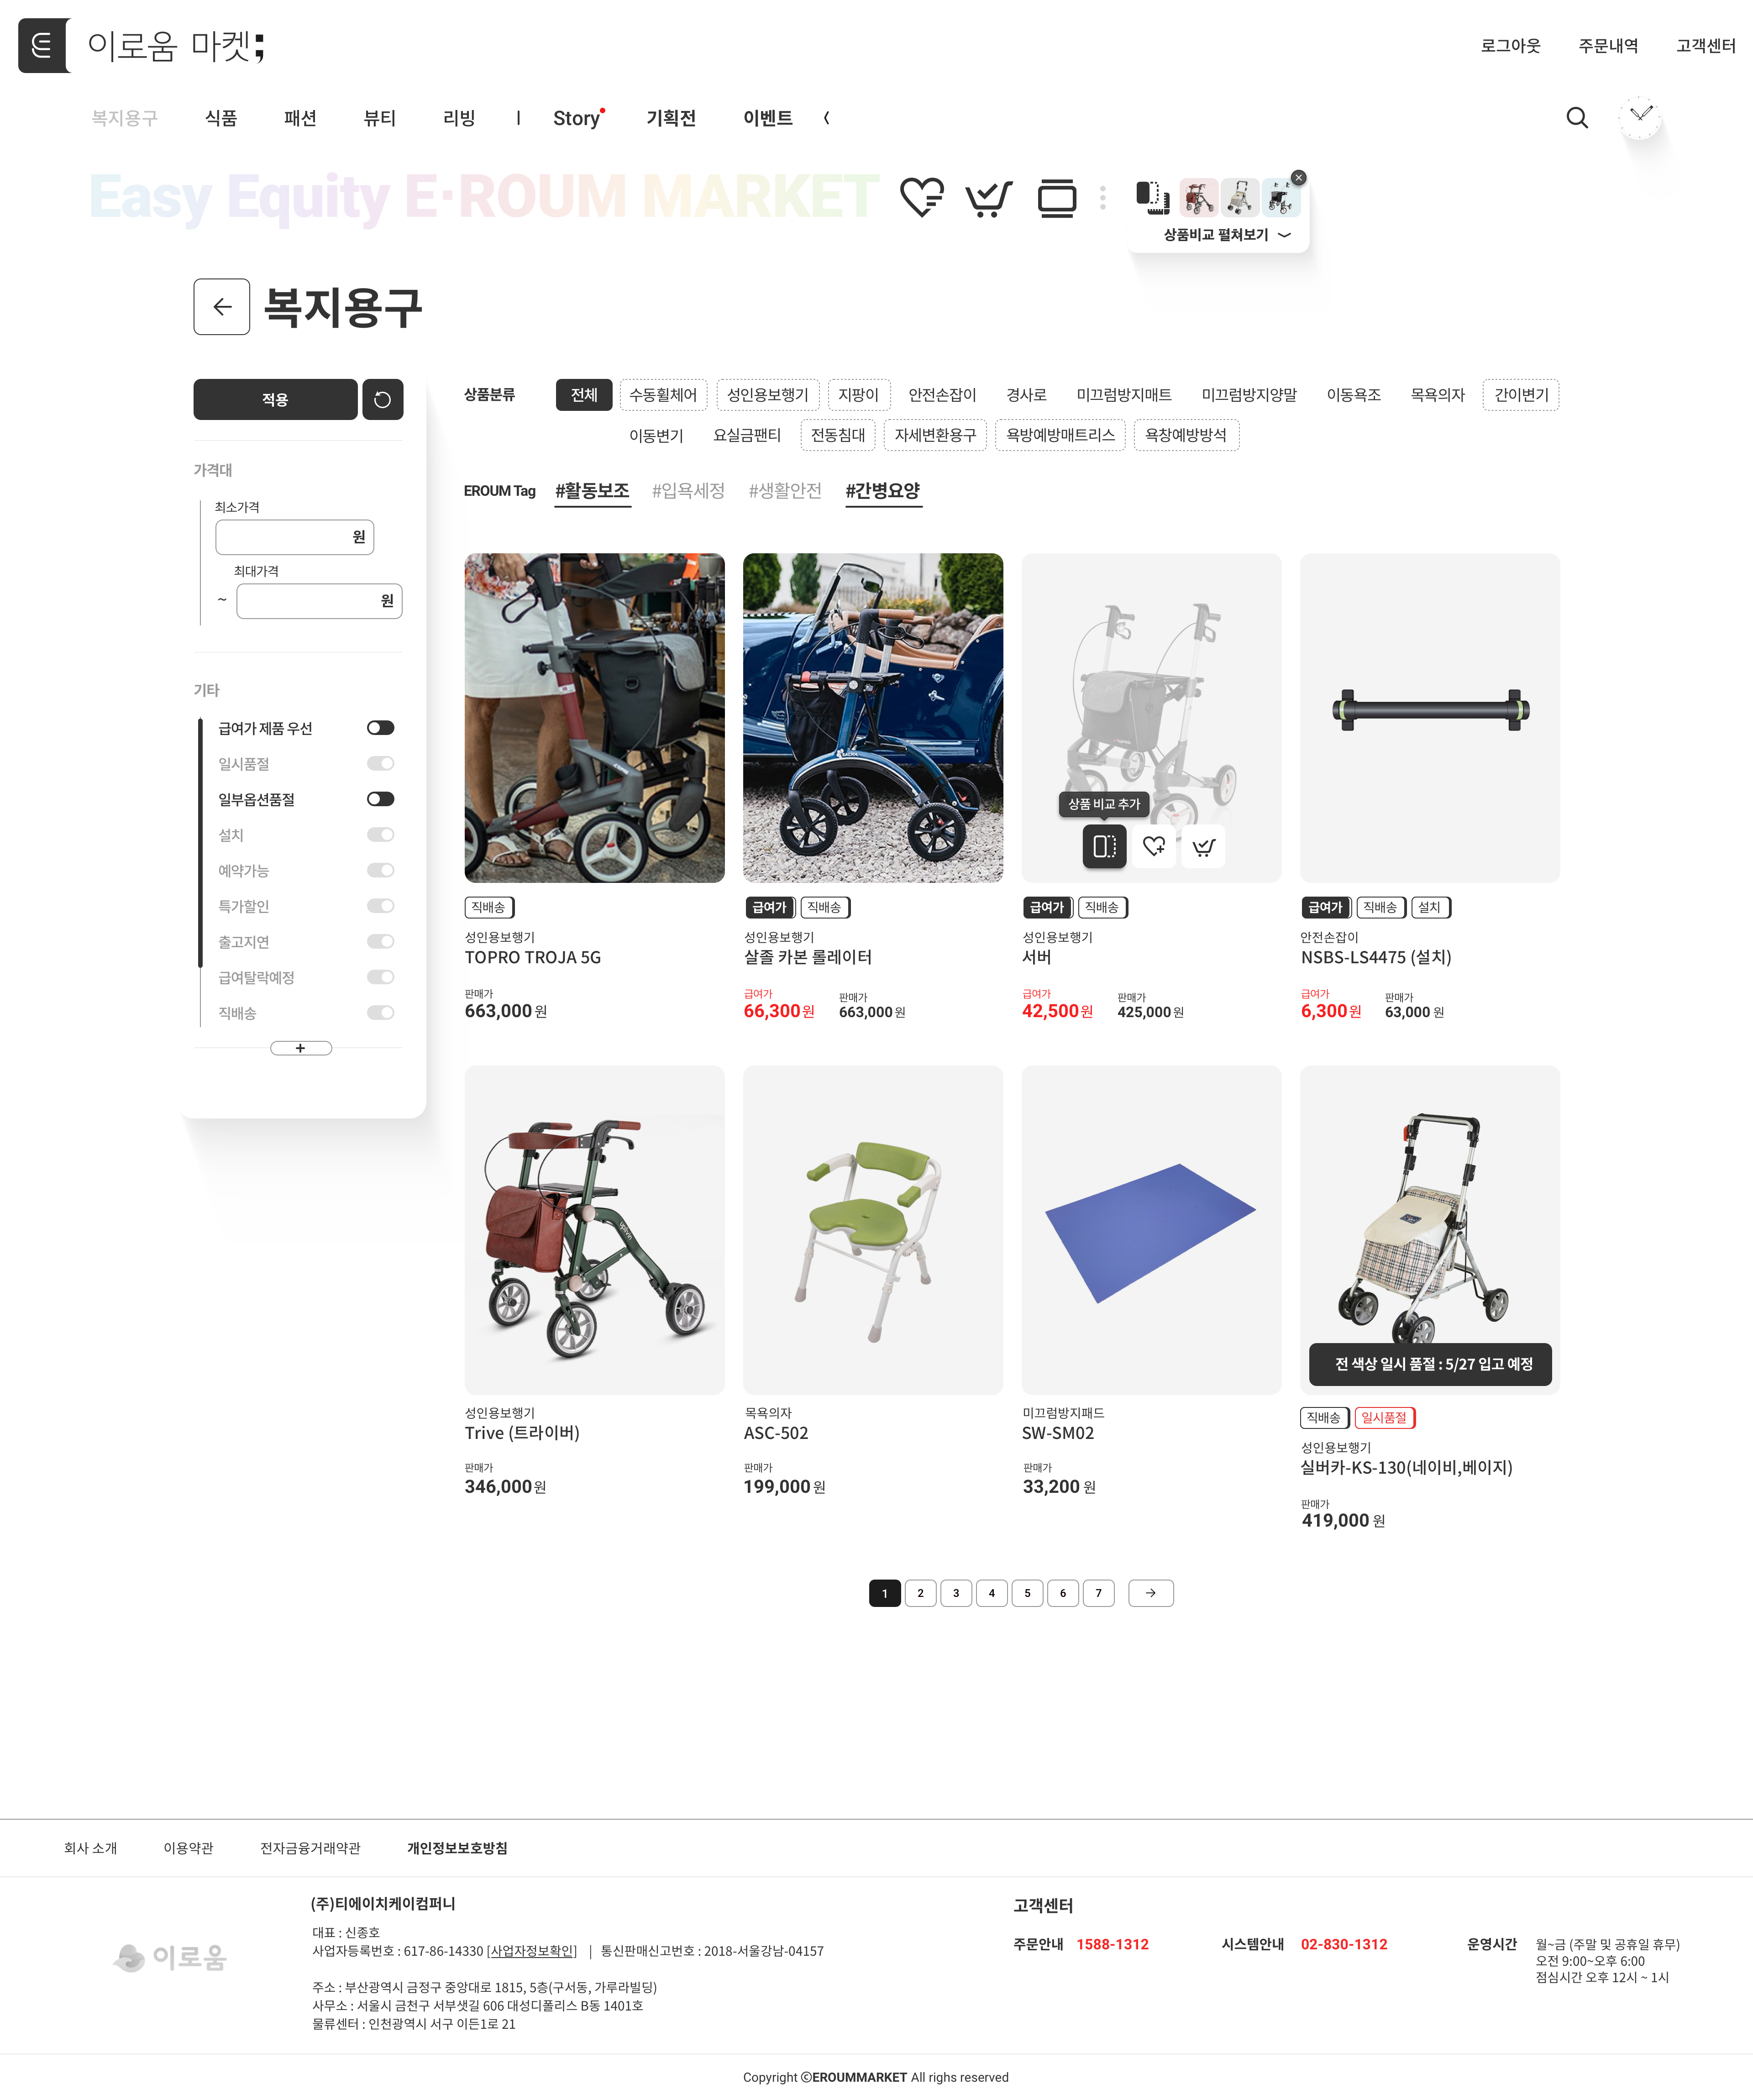 이로움 마켓;
로그아웃 주문내역 고객센터
복지용구 식품 패션 뷰티 리빙 | Story 기획전 이벤트 〈
Easy Equity E·ROUM MARKET
상품비교 펼쳐보기
복지용구
적용
가격대
최소가격
원
최대가격
~ 원
기타
급여가 제품 우선
일시품절
일부옵션품절
설치
예약가능
특가할인
출고지연
급여탈락예정
직배송
+
상품분류 전체 수동휠체어 성인용보행기 지팡이 안전손잡이 경사로 미끄럼방지매트 미끄럼방지양말 이동욕조 목욕의자 간이변기
이동변기 요실금팬티 전동침대 자세변환용구 욕방예방매트리스 욕창예방방석
EROUM Tag #활동보조 #입욕세정 #생활안전 #간병요양
직배송
성인용보행기
TOPRO TROJA 5G
판매가
663,000 원
급여가 직배송
성인용보행기
살졸 카본 롤레이터
급여가 판매가
66,300원 663,000 원
상품 비교 추가
급여가 직배송
성인용보행기
서버
급여가 판매가
42,500원 425,000 원
급여가 직배송 설치
안전손잡이
NSBS-LS4475 (설치)
급여가 판매가
6,300원 63,000 원
성인용보행기
Trive (트라이버)
판매가
346,000원
목욕의자
ASC-502
판매가
199,000 원
미끄럼방지패드
SW-SM02
판매가
33,200 원
전 색상 일시 품절 : 5/27 입고 예정
직배송 일시품절
성인용보행기
실버카-KS-130(네이비,베이지)
판매가
419,000 원
1 2 3 4 5 6 7 →
회사 소개 이용약관 전자금융거래약관 개인정보보호방침
이로움
(주)티에이치케이컴퍼니
대표 : 신종호
사업자등록번호 : 617-86-14330 [사업자정보확인] | 통신판매신고번호 : 2018-서울강남-04157
주소 : 부산광역시 금정구 중앙대로 1815, 5층(구서동, 가루라빌딩)
사무소 : 서울시 금천구 서부샛길 606 대성디폴리스 B동 1401호
물류센터 : 인천광역시 서구 이든1로 21
고객센터
주문안내 1588-1312 시스템안내 02-830-1312 운영시간 월~금 (주말 및 공휴일 휴무)
오전 9:00~오후 6:00
점심시간 오후 12시 ~ 1시
Copyright ⓒEROUMMARKET All righs reserved